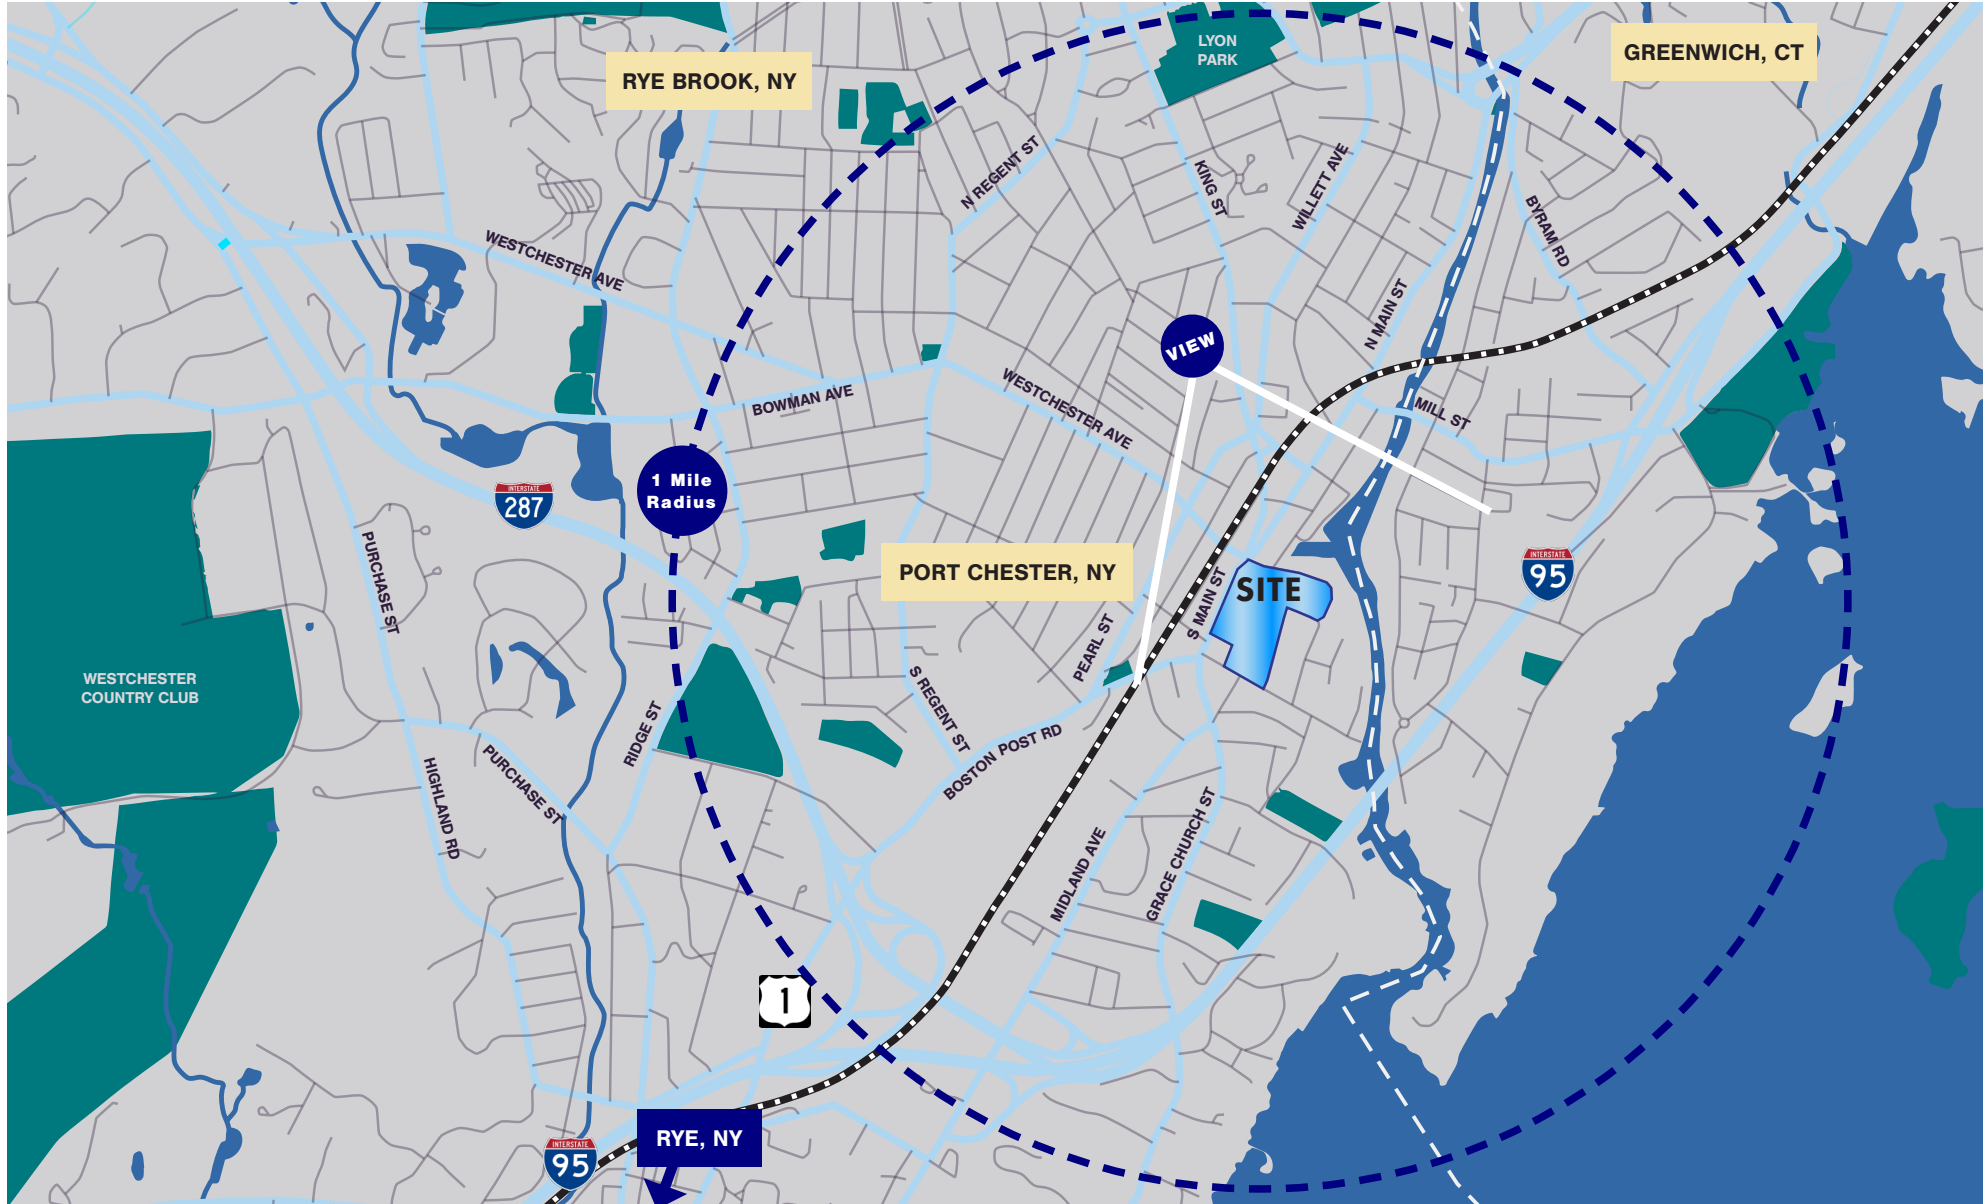 LYON
PARK
GREENWICH, CT
RYE BROOK, NY
N REGENT ST
KING ST
WILLETT AVE
BYRAM RD
WESTCHESTER AVE
N MAIN ST
VIEW
BOWMAN AVE
WESTCHESTER AVE
MILL ST
1 Mile
Radius
INTERSTATE
287
PURCHASE ST
PORT CHESTER, NY
INTERSTATE
95
SITE
S MAIN ST
PEARL ST
WESTCHESTER
COUNTRY CLUB
S REGENT ST
RIDGE ST
BOSTON POST RD
PURCHASE ST
HIGHLAND RD
MIDLAND AVE
GRACE CHURCH ST
1
RYE, NY
INTERSTATE
95